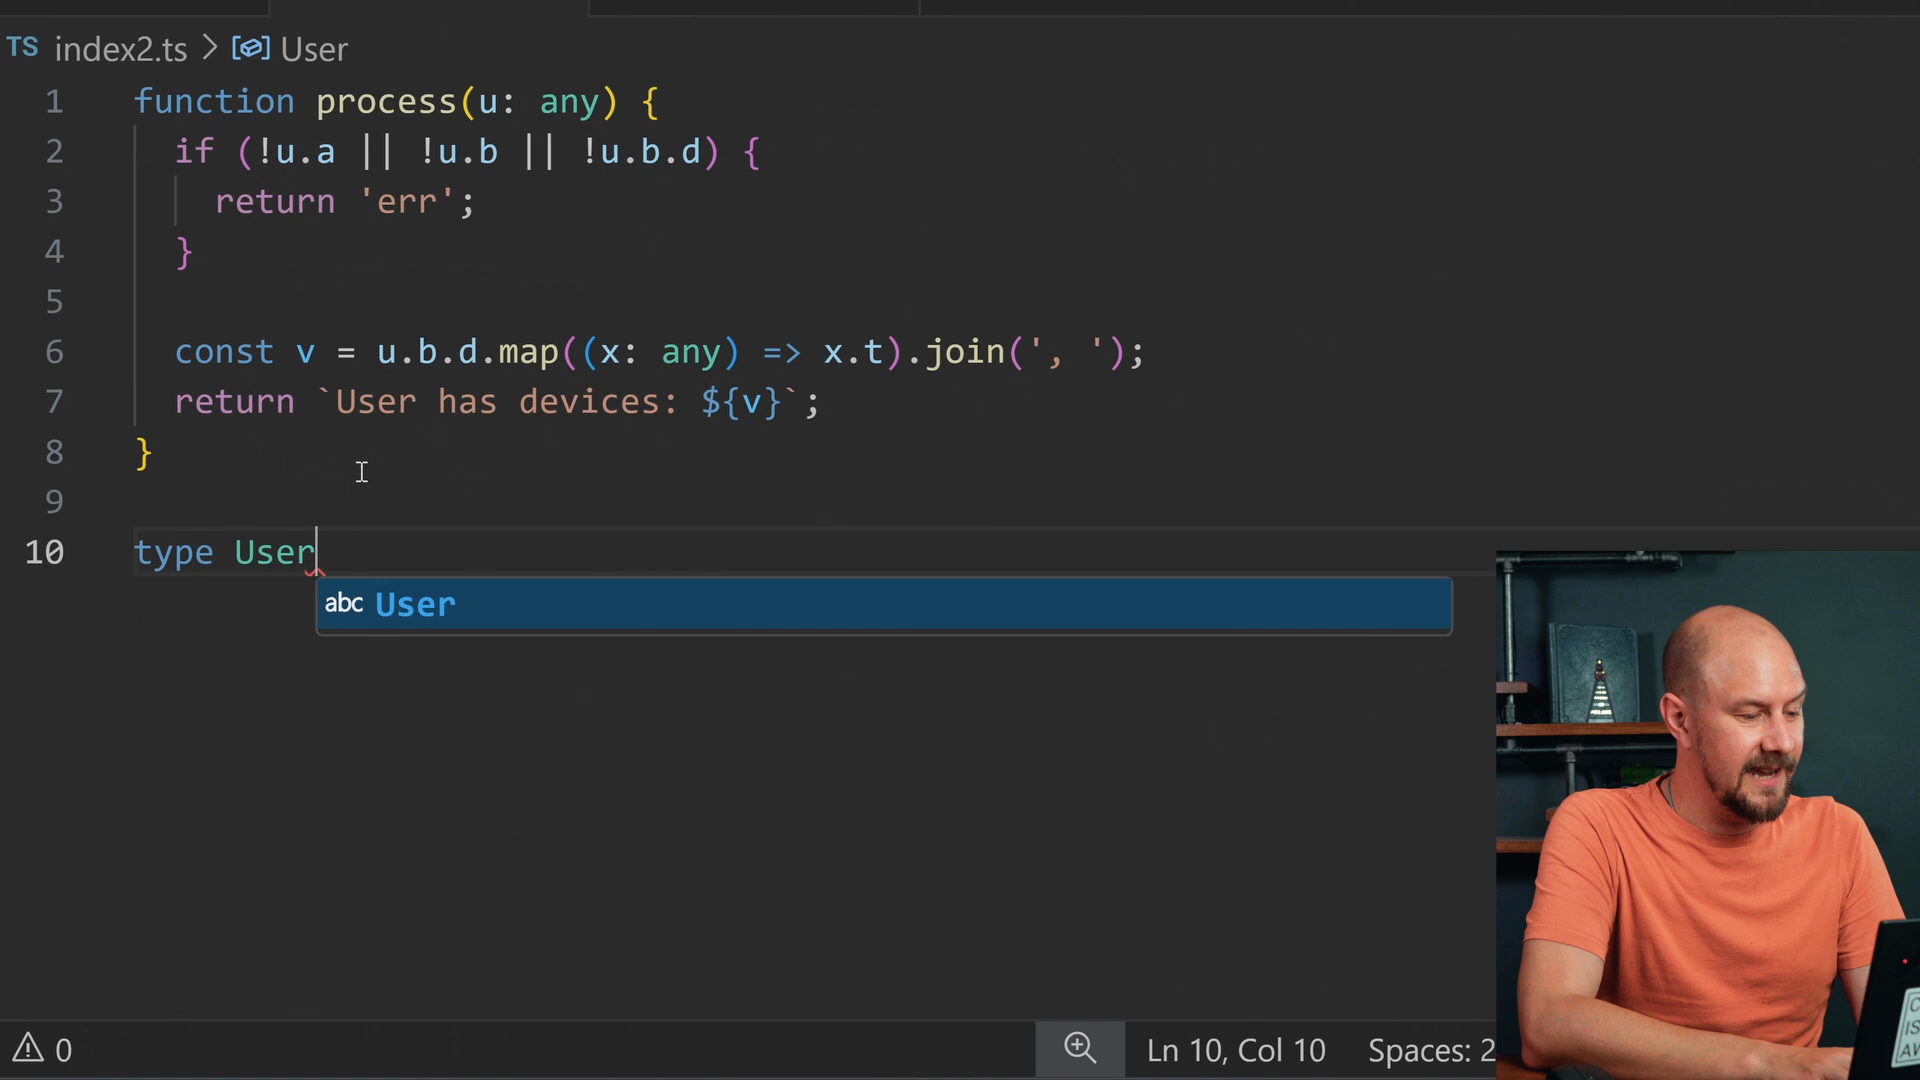 TS index2.ts > User
1 function process(u: any) {
2 if (!u.a || !u.b || !u.b.d) {
3 return 'err';
4 }
5
6 const v = u.b.d.map((x: any) => x.t).join(', ');
7 return `User has devices: ${v}`;
8 }
9
10 type User
abc User
0
Ln 10, Col 10 Spaces: 2